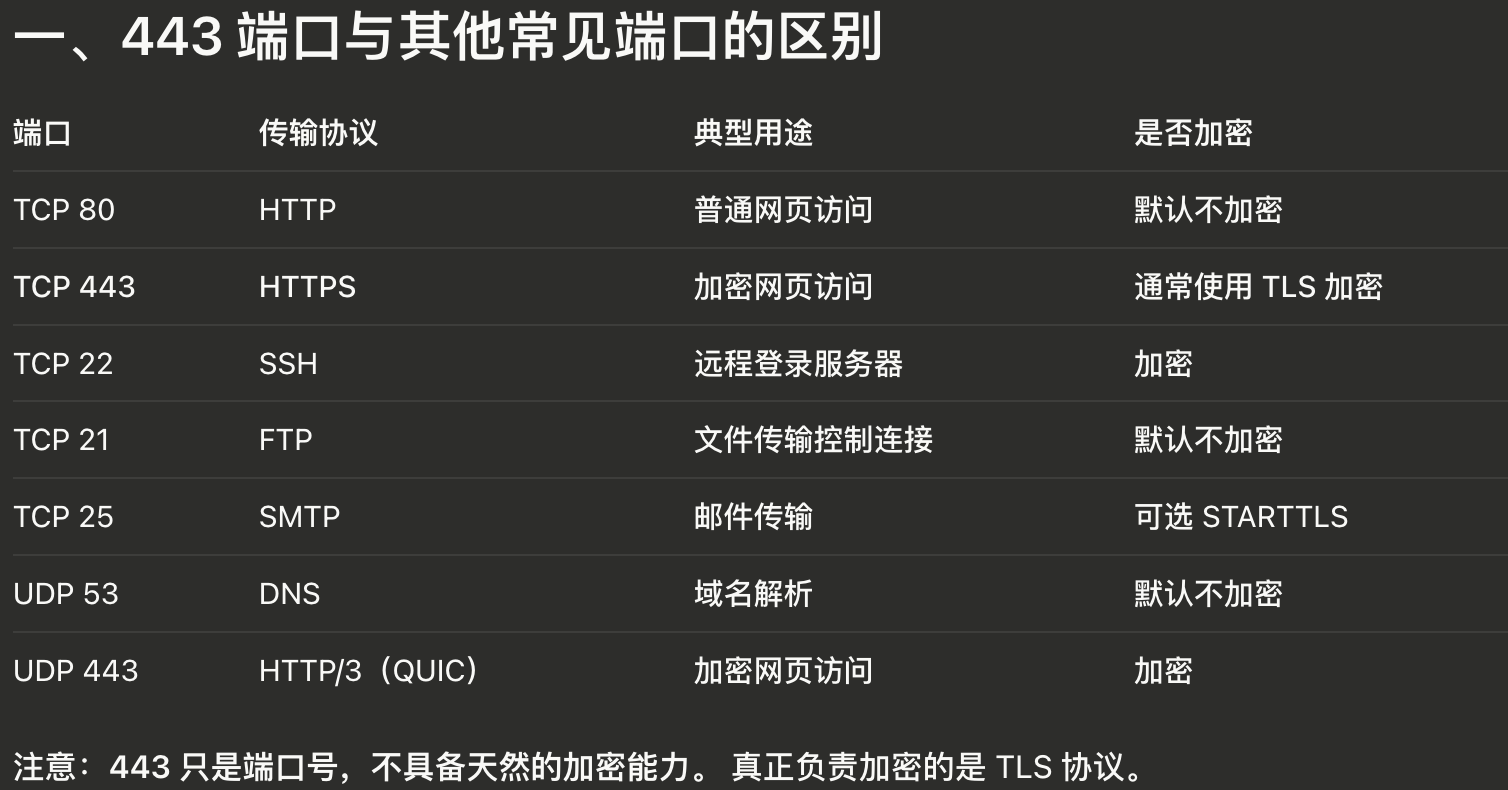 一、443 端口与其他常见端口的区别
端口 传输协议 典型用途 是否加密
TCP 80 HTTP 普通网页访问 默认不加密
TCP 443 HTTPS 加密网页访问 通常使用 TLS 加密
TCP 22 SSH 远程登录服务器 加密
TCP 21 FTP 文件传输控制连接 默认不加密
TCP 25 SMTP 邮件传输 可选 STARTTLS
UDP 53 DNS 域名解析 默认不加密
UDP 443 HTTP/3（QUIC） 加密网页访问 加密
注意：443 只是端口号，不具备天然的加密能力。 真正负责加密的是 TLS 协议。